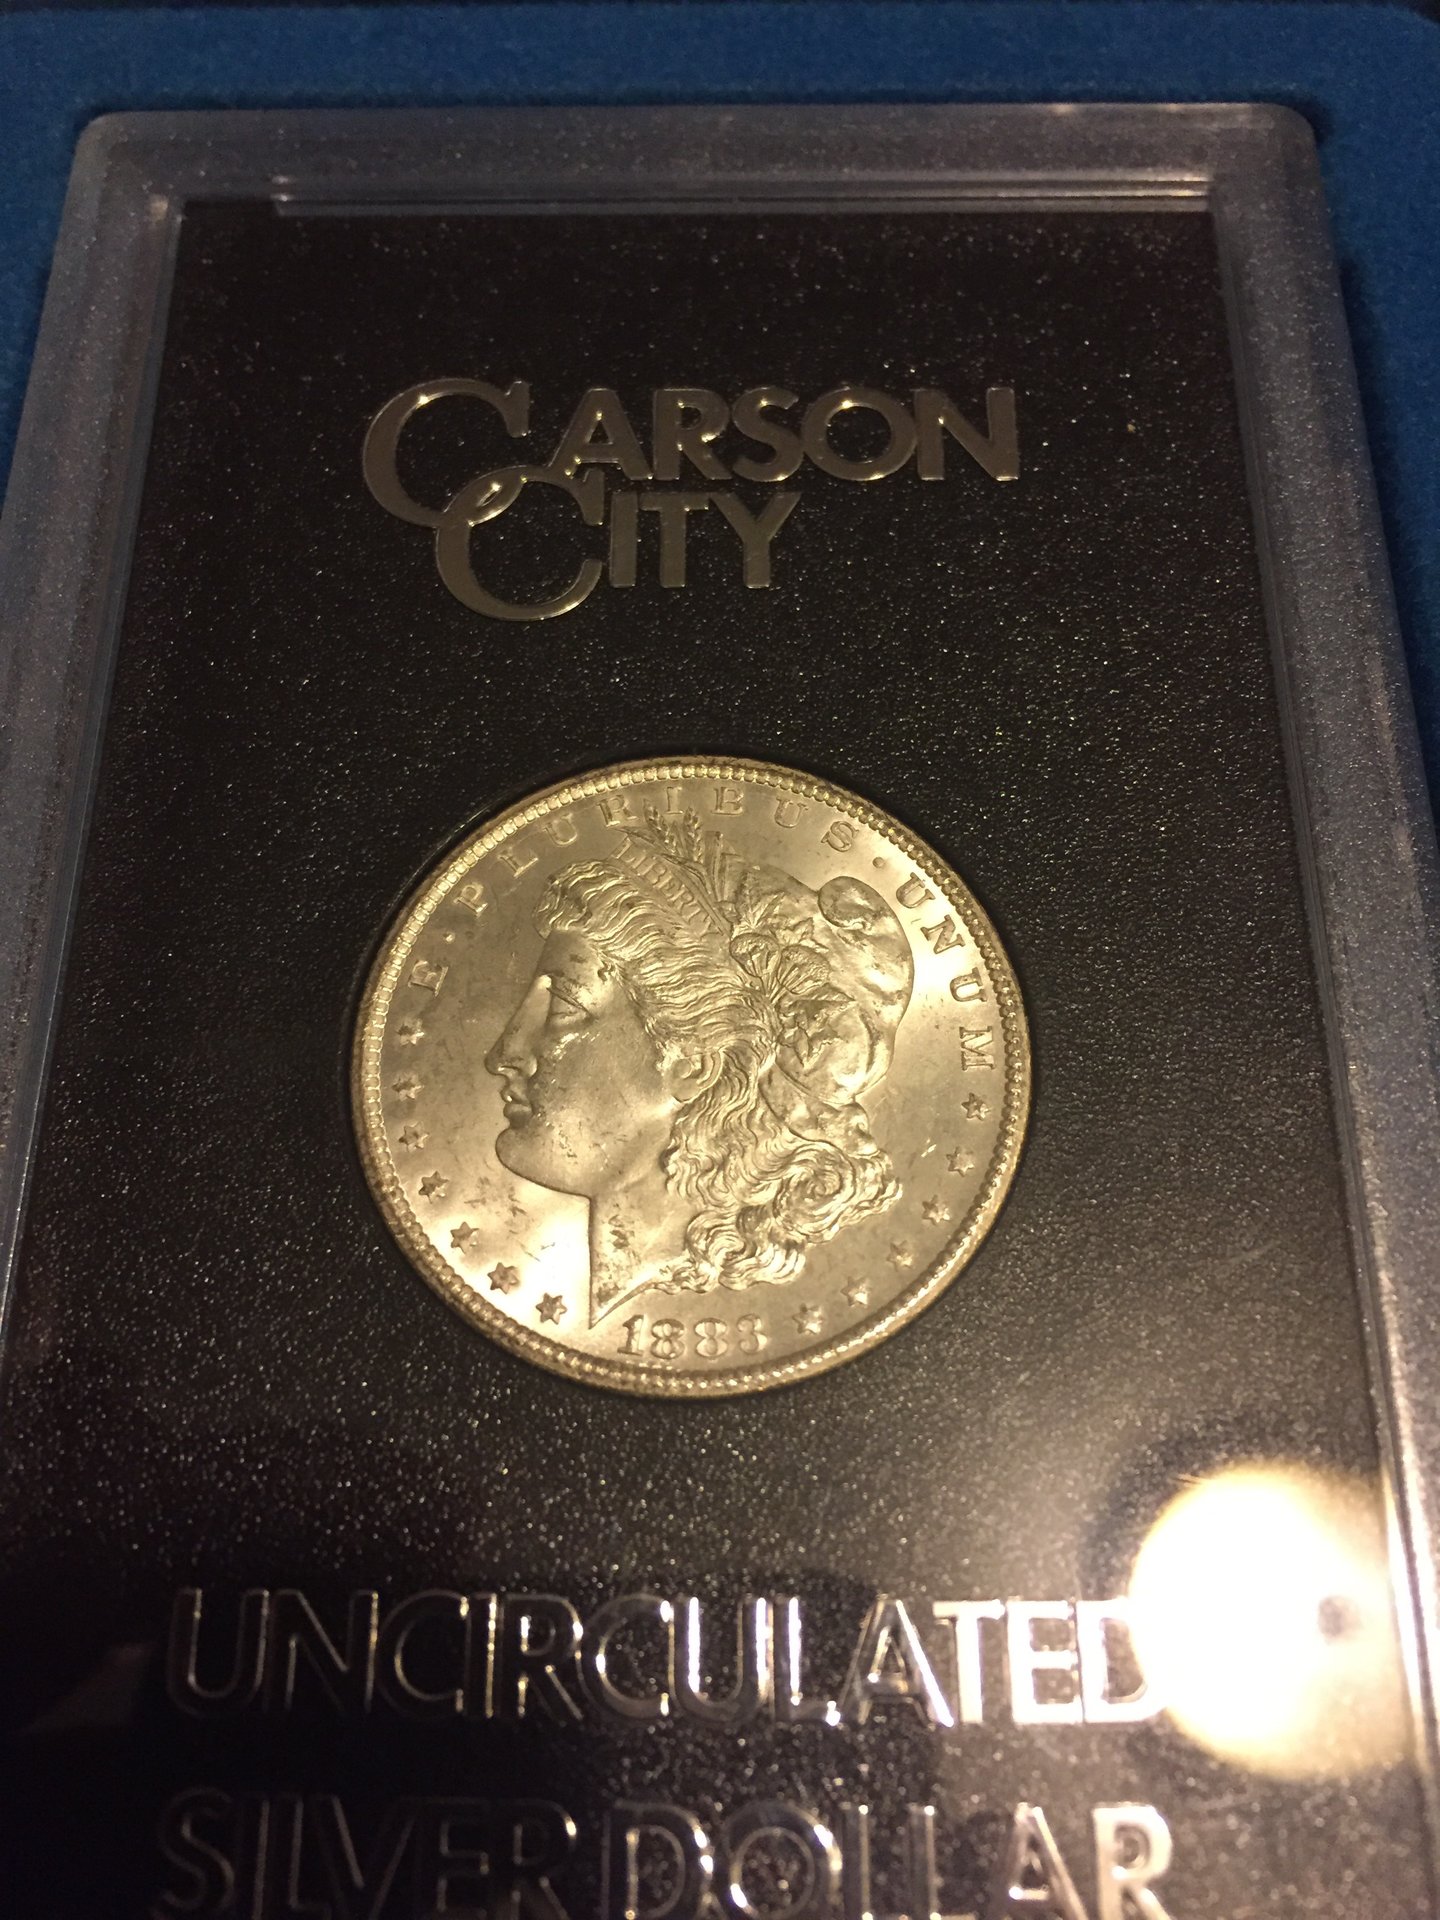 CARSON
CITY
E · PLURIBUS · UNUM
LIBERTY
1883
UNCIRCULATED
SILVER DOLLAR